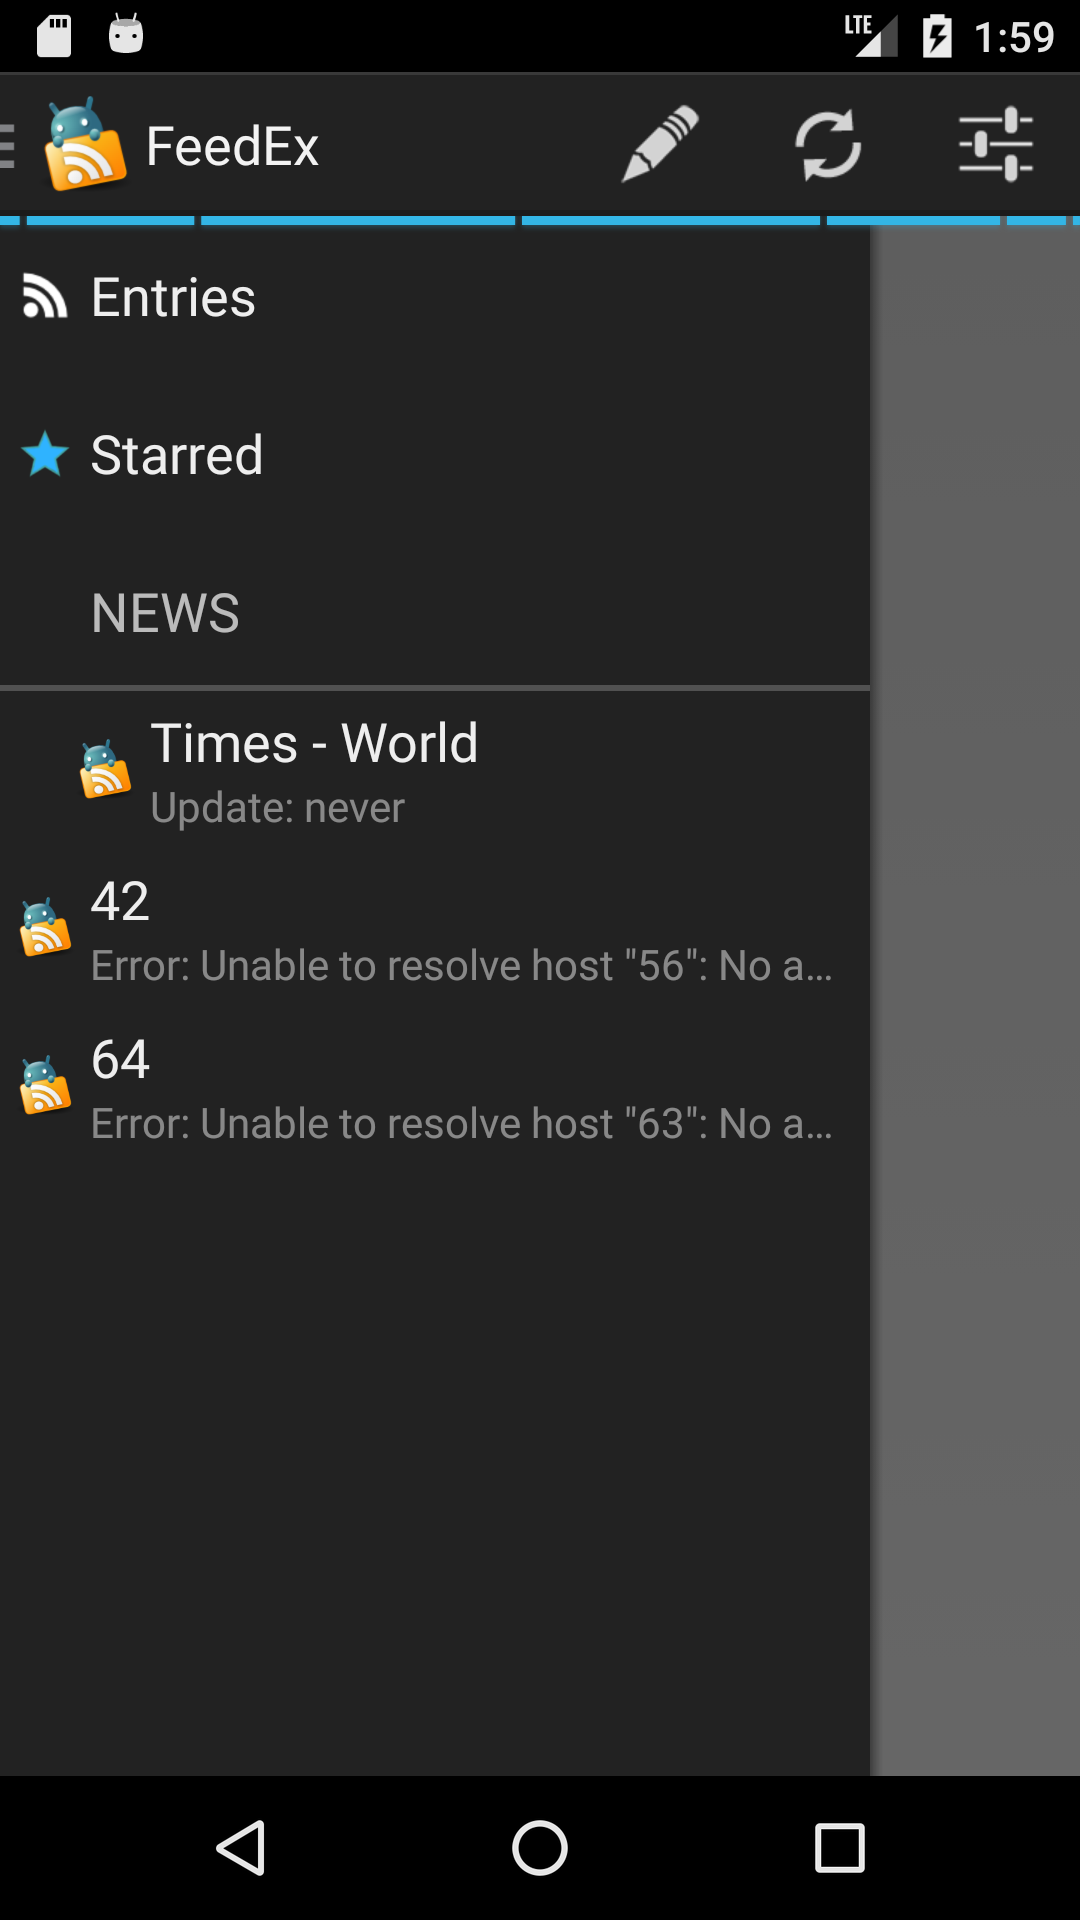 LTE 1:59
FeedEx
Entries
Starred
NEWS
Times - World
Update: never
42
Error: Unable to resolve host "56": No a...
64
Error: Unable to resolve host "63": No a...